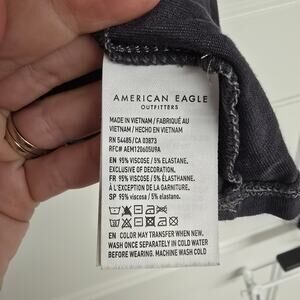 AMERICAN EAGLE
OUTFITTERS
MADE IN VIETNAM / FABRIQUÉ AU
VIETNAM / HECHO EN VIETNAM
RN 54485/CA 03873
RFC# AEM120605U9A
EN 95% VISCOSE / 5% ELASTANE.
EXCLUSIVE OF DECORATION.
FR 95% VISCOSE / 5% ÉLASTHANNE.
À L'EXCEPTION DE LA GARNITURE.
SP 95% viscosa / 5% elastano.
EN COLOR MAY TRANSFER WHEN NEW.
WASH ONCE SEPARATELY IN COLD WATER
BEFORE WEARING. MACHINE WASH COLD